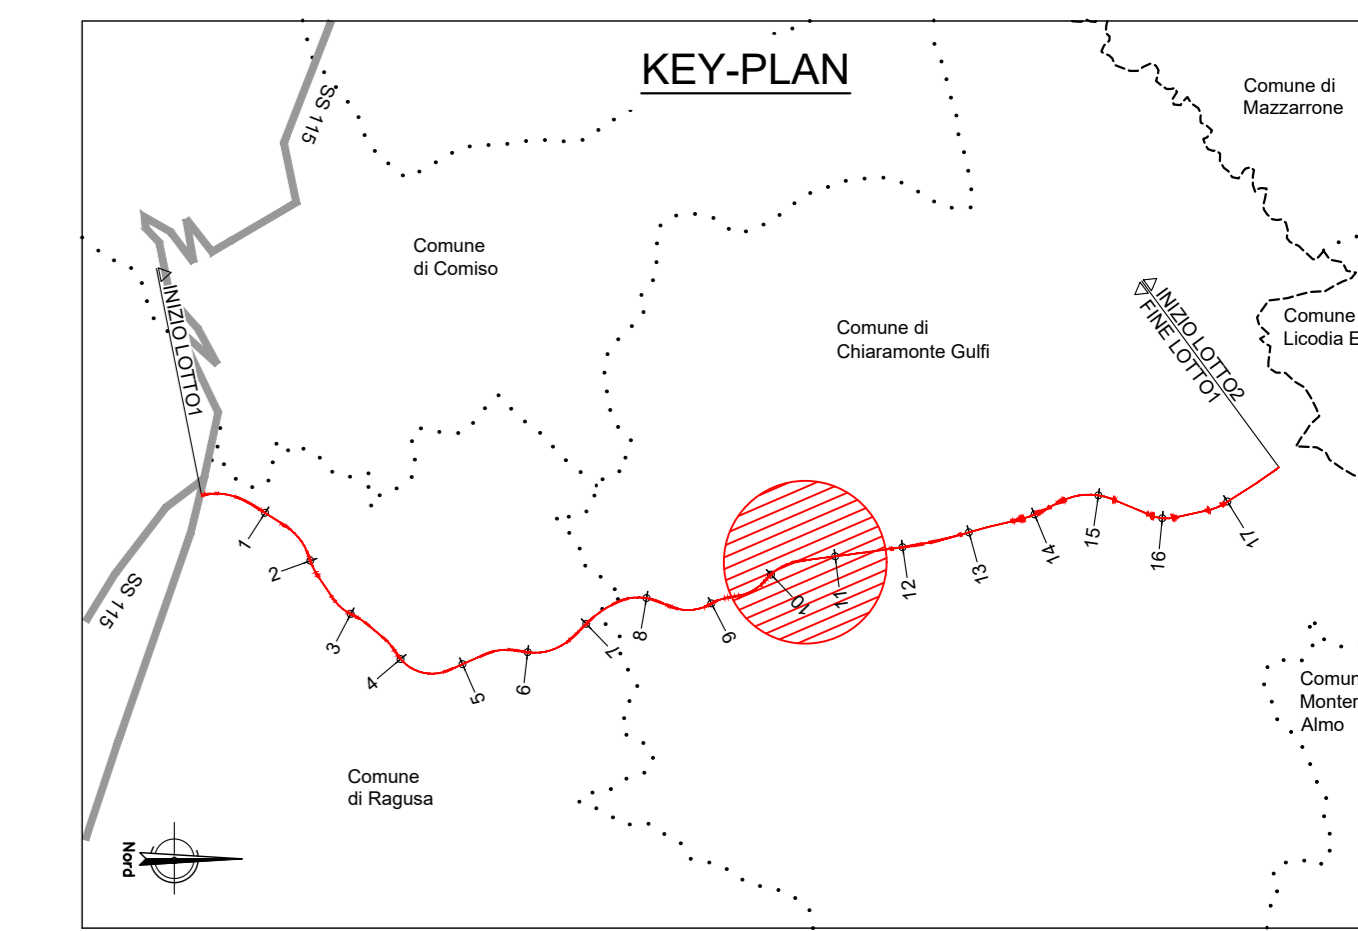 KEY-PLAN
SS 115
Comune di
Mazzarrone
Comune
di Comiso
INIZIO LOTTO1
Comune di
Chiaramonte Gulfi
INIZIO LOTTO2
FINE LOTTO1
Comune
Licodia E
1
2
3
4
5
6
7
8
9
10
11
12
13
14
15
16
17
SS 115
Comun
Monter
Almo
Comune
di Ragusa
Nord